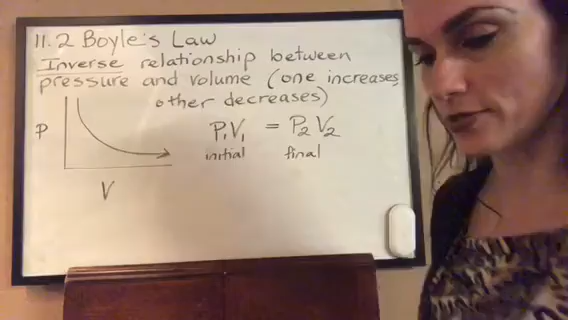 11.2 Boyle's Law
Inverse relationship between
pressure and volume (one increases,
other decreases)
P
V
P₁V₁ = P₂V₂
initial final